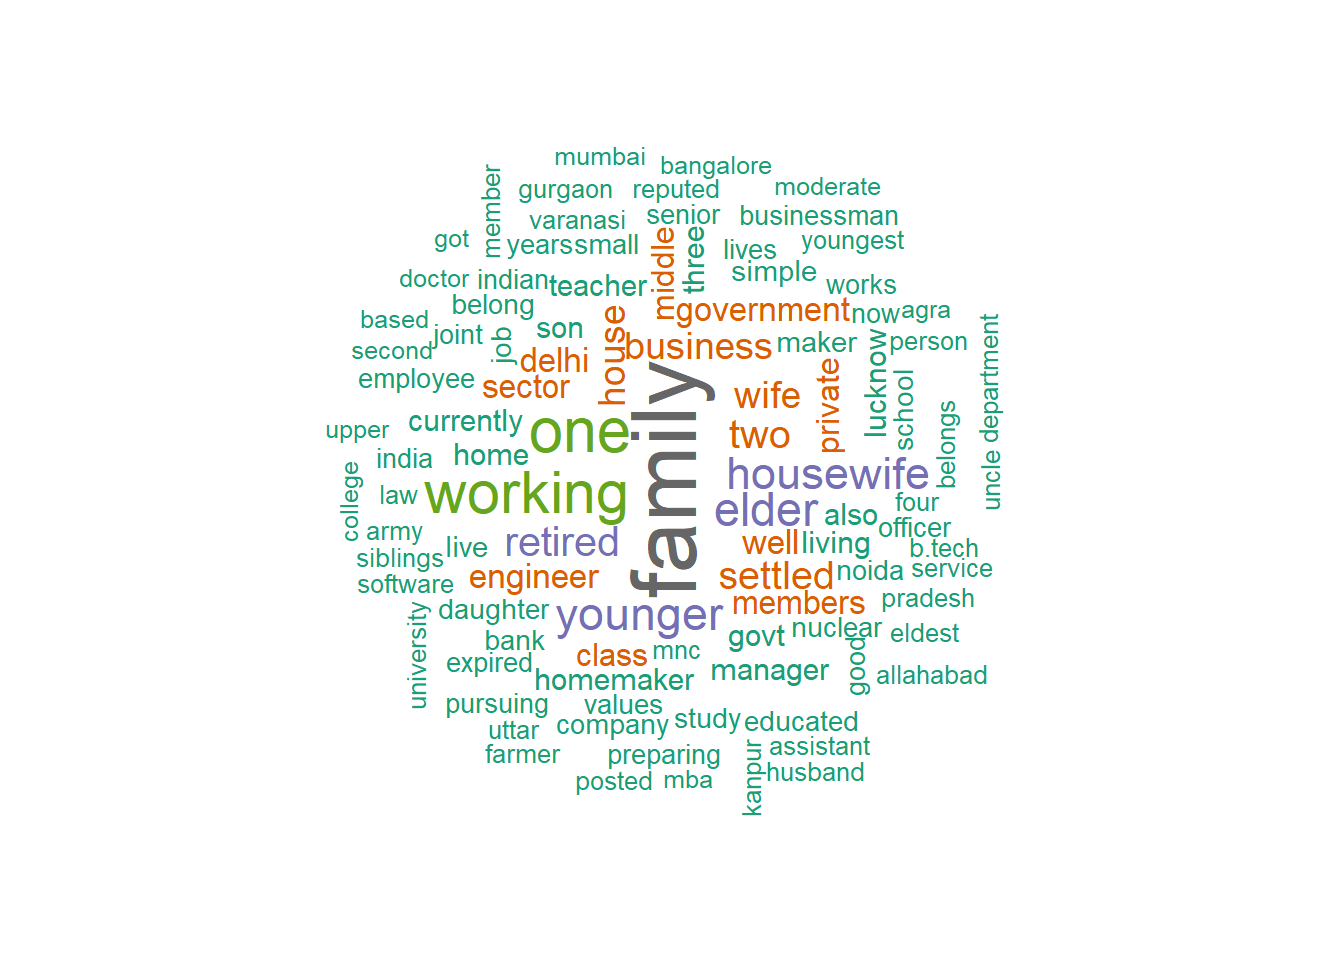 mumbai
bangalore
member
gurgaon
reputed
moderate
varanasi
senior
businessman
got
years
small
middle
three
lives
youngest
doctor
indian
teacher
simple
works
belong
government
now
agra
based
joint
job
son
house
business
maker
lucknow
person
second
delhi
department
employee
sector
family
wife
private
school
upper
currently
one
two
belongs
uncle
india
home
housewife
college
law
working
elder
also
four
army
officer
siblings
live
retired
well
living
b.tech
software
engineer
settled
noida
service
university
daughter
younger
members
pradesh
bank
govt
nuclear
eldest
expired
class
mnc
manager
good
allahabad
homemaker
pursuing
values
uttar
company
study
educated
farmer
preparing
kanpur
assistant
posted
mba
husband